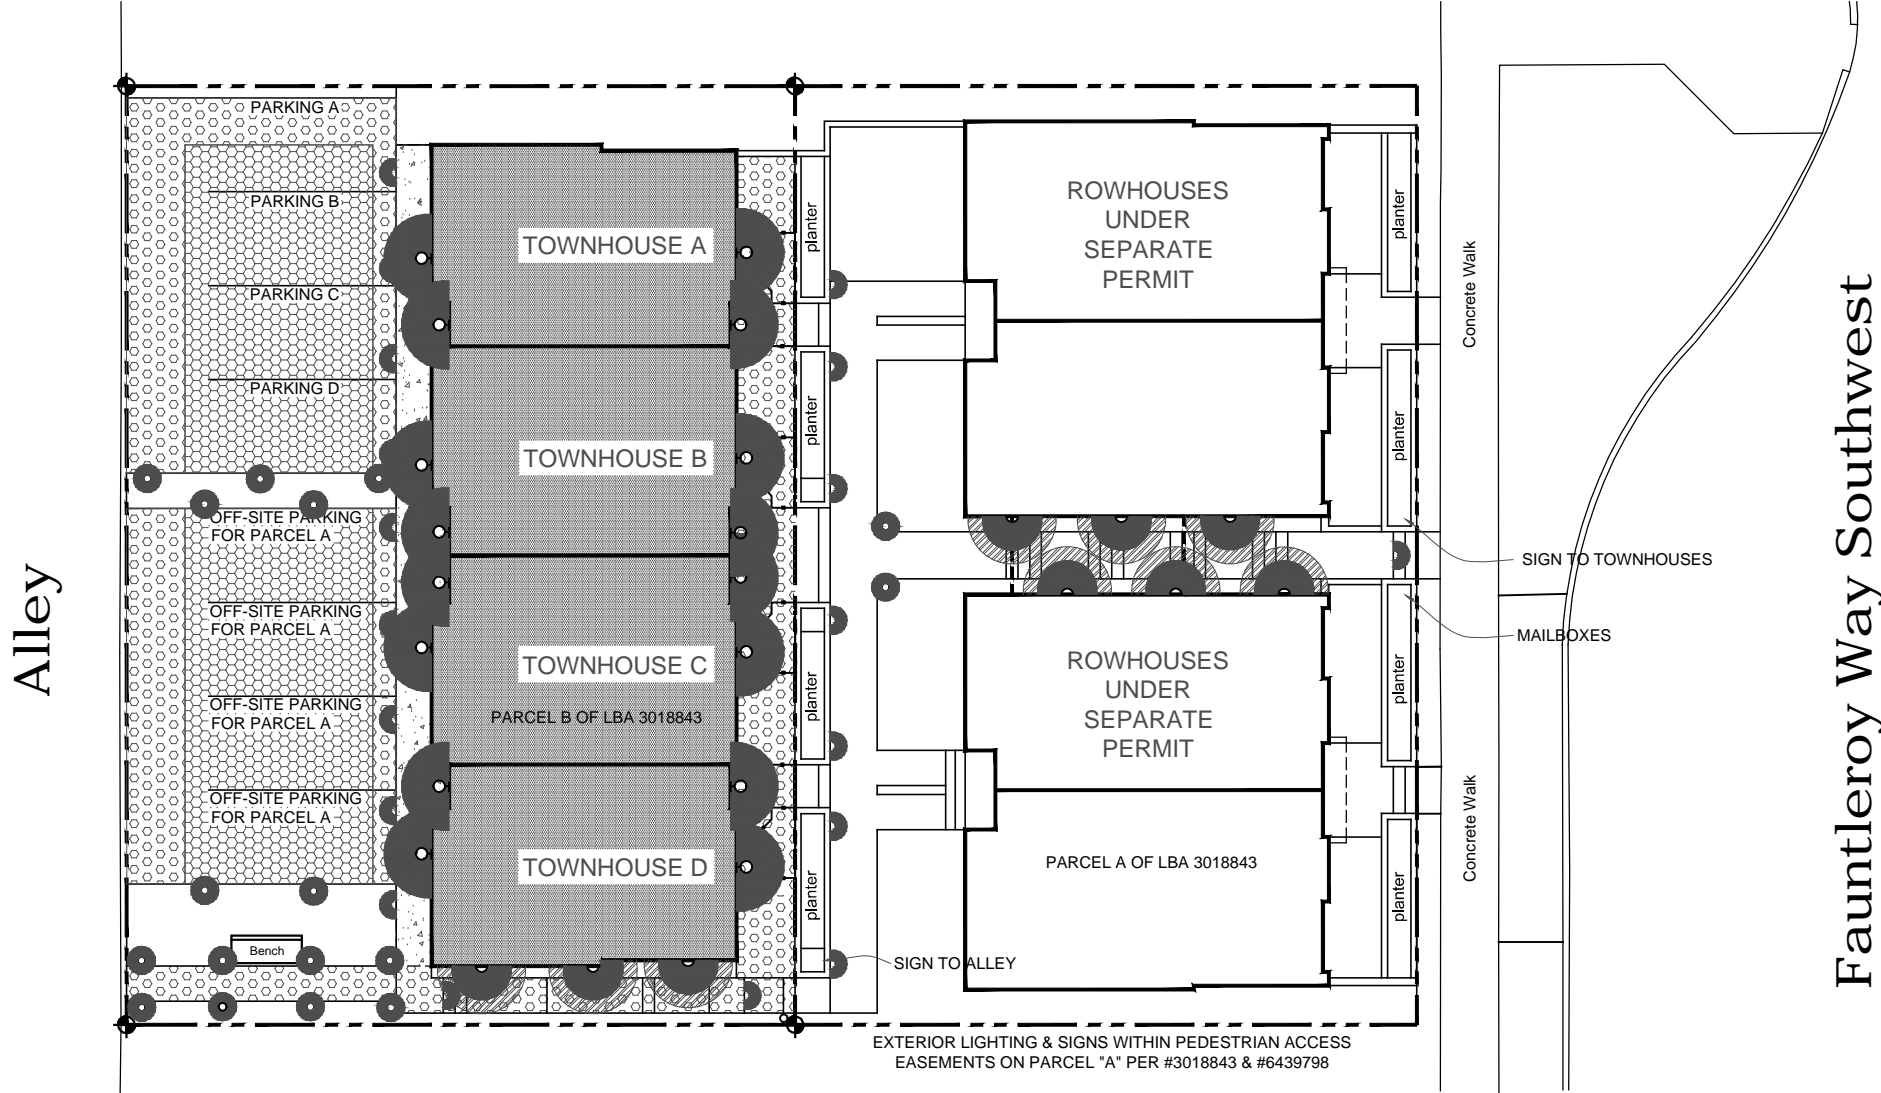 PARKING A
PARKING B
PARKING C
PARKING D
OFF-SITE PARKING
FOR PARCEL A
OFF-SITE PARKING
FOR PARCEL A
OFF-SITE PARKING
FOR PARCEL A
OFF-SITE PARKING
FOR PARCEL A
Bench
Alley
TOWNHOUSE A
TOWNHOUSE B
TOWNHOUSE C
PARCEL B OF LBA 3018843
TOWNHOUSE D
planter
planter
planter
planter
SIGN TO ALLEY
ROWHOUSES
UNDER
SEPARATE
PERMIT
ROWHOUSES
UNDER
SEPARATE
PERMIT
PARCEL A OF LBA 3018843
planter
planter
planter
planter
Concrete Walk
Concrete Walk
SIGN TO TOWNHOUSES
MAILBOXES
Fauntleroy Way Southwest
EXTERIOR LIGHTING & SIGNS WITHIN PEDESTRIAN ACCESS
EASEMENTS ON PARCEL "A" PER #3018843 & #6439798